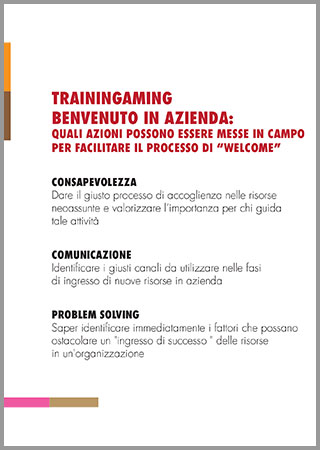 TRAININGAMING
BENVENUTO IN AZIENDA:
QUALI AZIONI POSSONO ESSERE MESSE IN CAMPO
PER FACILITARE IL PROCESSO DI “WELCOME”
CONSAPEVOLEZZA
Dare il giusto processo di accoglienza nelle risorse
neoassunte e valorizzare l’importanza per chi guida
tale attività
COMUNICAZIONE
Identificare i giusti canali da utilizzare nelle fasi
di ingresso di nuove risorse in azienda
PROBLEM SOLVING
Saper identificare immediatamente i fattori che possano
ostacolare un "ingresso di successo " delle risorse
in un'organizzazione